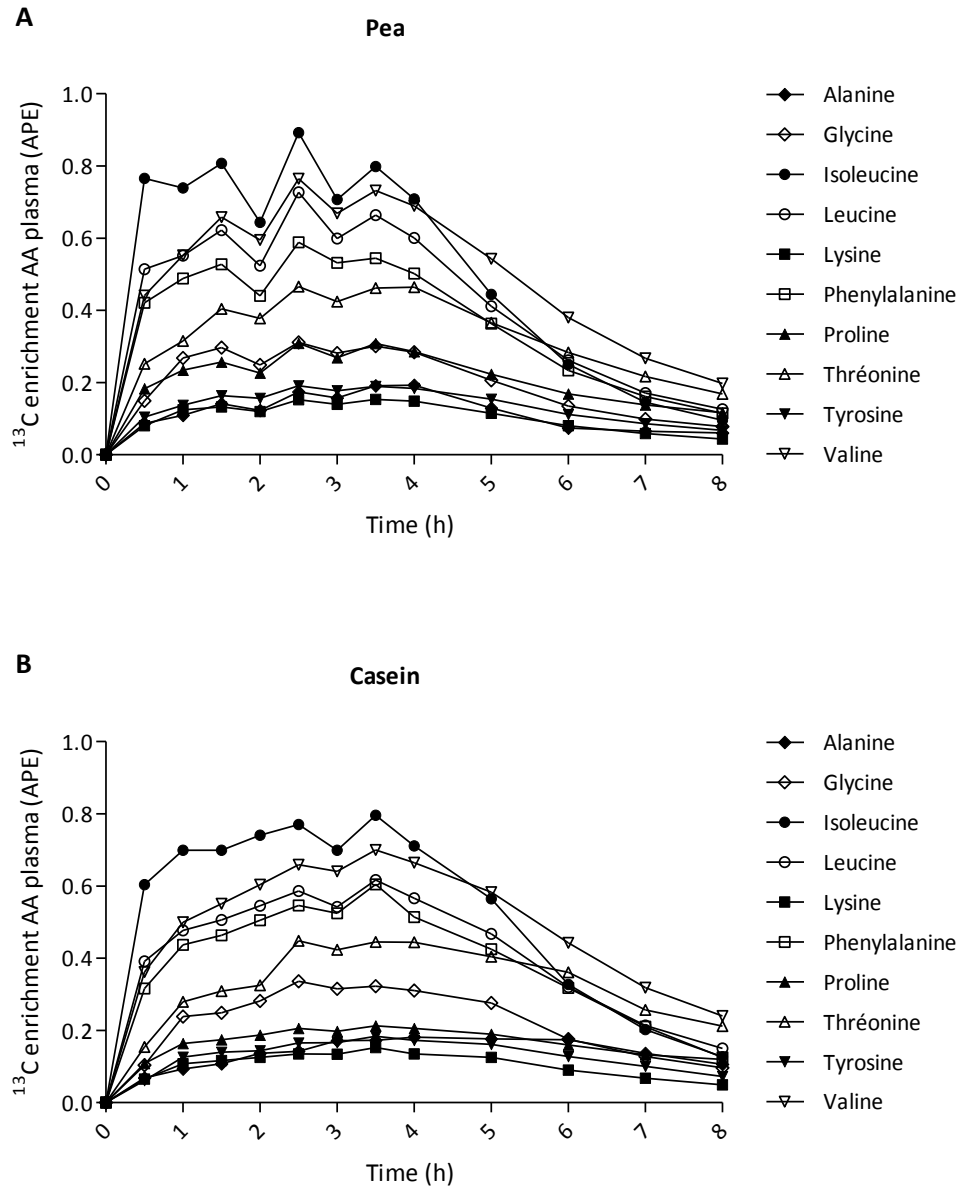 A
Pea
13C enrichment AA plasma (APE)
1.0
0.8
0.6
0.4
0.2
0.0
0 1 2 3 4 5 6 7 8
Time (h)
Alanine
Glycine
Isoleucine
Leucine
Lysine
Phenylalanine
Proline
Thréonine
Tyrosine
Valine
B
Casein
13C enrichment AA plasma (APE)
1.0
0.8
0.6
0.4
0.2
0.0
0 1 2 3 4 5 6 7 8
Time (h)
Alanine
Glycine
Isoleucine
Leucine
Lysine
Phenylalanine
Proline
Thréonine
Tyrosine
Valine